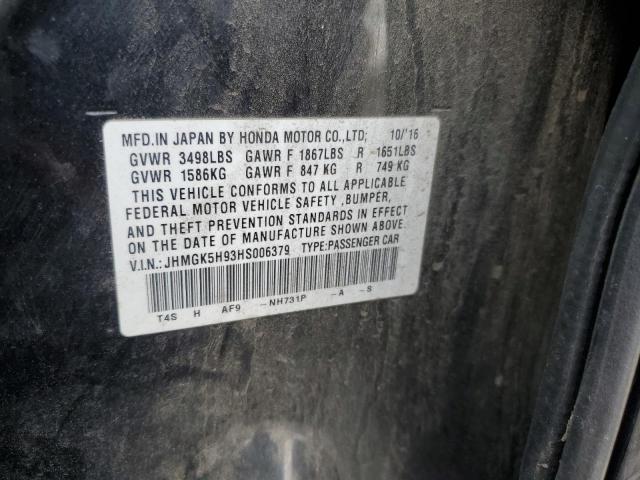 MFD.IN JAPAN BY HONDA MOTOR CO.,LTD. 10/'16
GVWR 3498LBS GAWR F 1867LBS R 1651LBS
GVWR 1586KG GAWR F 847 KG R 749 KG
THIS VEHICLE CONFORMS TO ALL APPLICABLE
FEDERAL MOTOR VEHICLE SAFETY ,BUMPER,
AND THEFT PREVENTION STANDARDS IN EFFECT
ON THE DATE OF MANUFACTURE SHOWN ABOVE.
V.I.N.: JHMGK5H93HS006379 TYPE:PASSENGER CAR
T4S H AF9 -NH731P -A -S